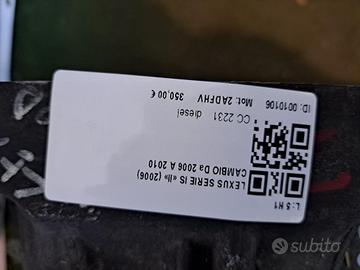 LEXUS SERIE IS «II» (2006)
CAMBIO Da 2006 A 2010
CC 2231 diesel
ID: 0010106 Mot. 2ADFHV 350,00 €
L: 5 H1
subito